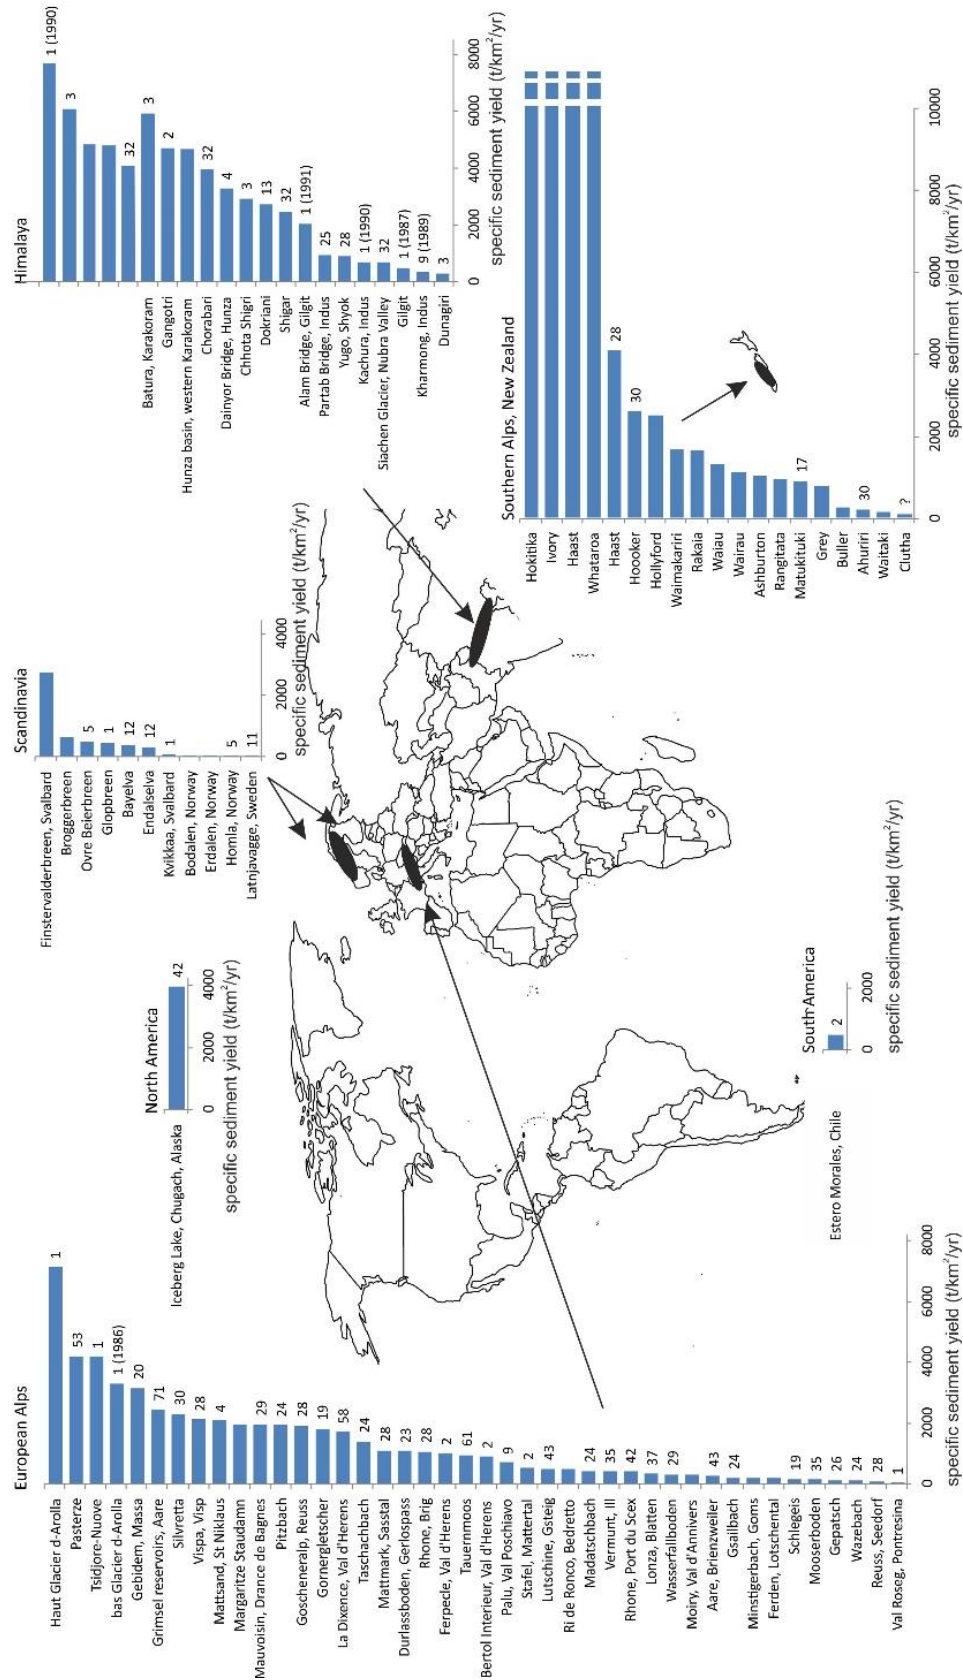 European Alps
Haut Glacier d-Arolla 1
Pasterze 53
Tsidjore-Nuove 1
bas Glacier d-Arolla 1 (1986)
Gebidem, Massa 20
Grimsel reservoirs, Aare 71
Silvretta 30
Vispa, Visp 28
Mattsand, St Niklaus 4
Margaritze Staudamn
Mauvoisin, Drance de Bagnes 29
Pitzbach 24
Goscheneralp, Reuss 28
Gornergletscher 19
La Dixence, Val d'Herens 58
Taschachbach 24
Mattmark, Sasstal 28
Durlassboden, Gerlospass 23
Rhone, Brig 28
Ferpecle, Val d'Herens 2
Tauernmoos 61
Bertol Interieur, Val d'Herens 2
Palu, Val Poschiavo 9
Stafel, Mattertal 2
Lutschine, Gsteig 43
Ri de Ronco, Bedretto
Maddatschbach 24
Vermunt, Ill 35
Rhone, Port du Scex 42
Lonza, Blatten 37
Wasserfallboden 29
Moiry, Val d'Annivers
Aare, Brienzweiler 43
Gsailbach 24
Minstigerbach, Goms
Ferden, Lotschental
Schlegeis 19
Mooserboden 35
Gepatsch 26
Wazebach 24
Reuss, Seedorf 28
Val Roseg, Pontresina 1
0 2000 4000 6000 8000
specific sediment yield (t/km²/yr)
North America
Iceberg Lake, Chugach, Alaska 42
0 2000 4000
specific sediment yield (t/km²/yr)
Scandinavia
Finstervalderbreen, Svalbard
Broggerbreen
Ovre Beierbreen 5
Glopbreen 1
Bayelva 12
Endalselva 12
Kvikkaa, Svalbard 1
Bodalen, Norway
Erdalen, Norway
Homla, Norway 5
Latnjavagge, Sweden 11
0 2000 4000
specific sediment yield (t/km²/yr)
Himalaya
1 (1990)
3
32
Batura, Karakoram 3
Gangotri 2
Hunza basin, western Karakoram
Chorabari 32
Dainyor Bridge, Hunza 4
Chhota Shigri 3
Dokriani 13
Shigar 32
Alam Bridge, Gilgit 1 (1991)
Partab Bridge, Indus 25
Yugo, Shyok 28
Kachura, Indus 1 (1990)
Siachen Glacier, Nubra Valley 32
Gilgit 1 (1987)
Kharmong, Indus 9 (1989)
Dunagiri 3
0 2000 4000 6000 8000
specific sediment yield (t/km²/yr)
South America
Estero Morales, Chile 2
0 2000
specific sediment yield (t/km²/yr)
Southern Alps, New Zealand
Hokitika
Ivory
Haast
Whataroa
Haast 28
Hoooker 30
Hollyford
Waimakariri
Rakaia
Waiau
Wairau
Ashburton
Rangitata
Matukituki 17
Grey
Buller
Ahuriri 30
Waitaki
Clutha ?
0 2000 4000 6000 8000 10000
specific sediment yield (t/km²/yr)